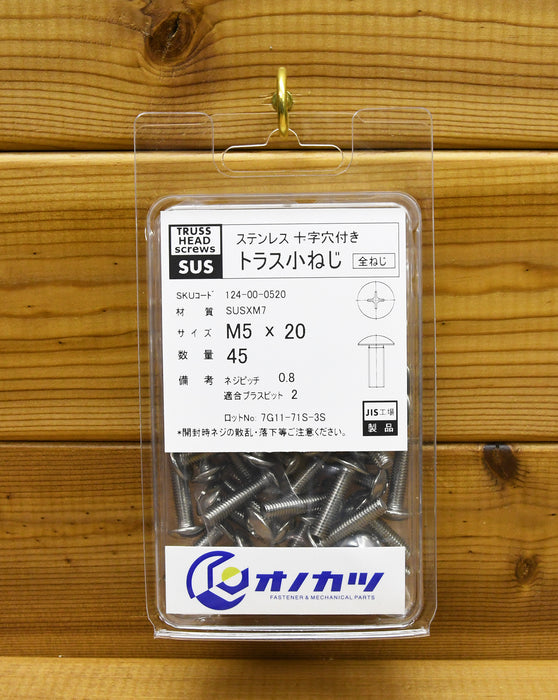 TRUSS
HEAD
screws
SUS
ステンレス 十字穴付き
トラス小ねじ 全ねじ
SKUコード 124-00-0520
材 質 SUSXM7
サイズ M5 x 20
数 量 45
備 考 ネジピッチ 0.8
適合プラスビット 2
ロットNo: 7G11-71S-3S
JIS工場
製品
*開封時ネジの散乱・落下等ご注意ください。
オノカツ
FASTENER & MECHANICAL PARTS